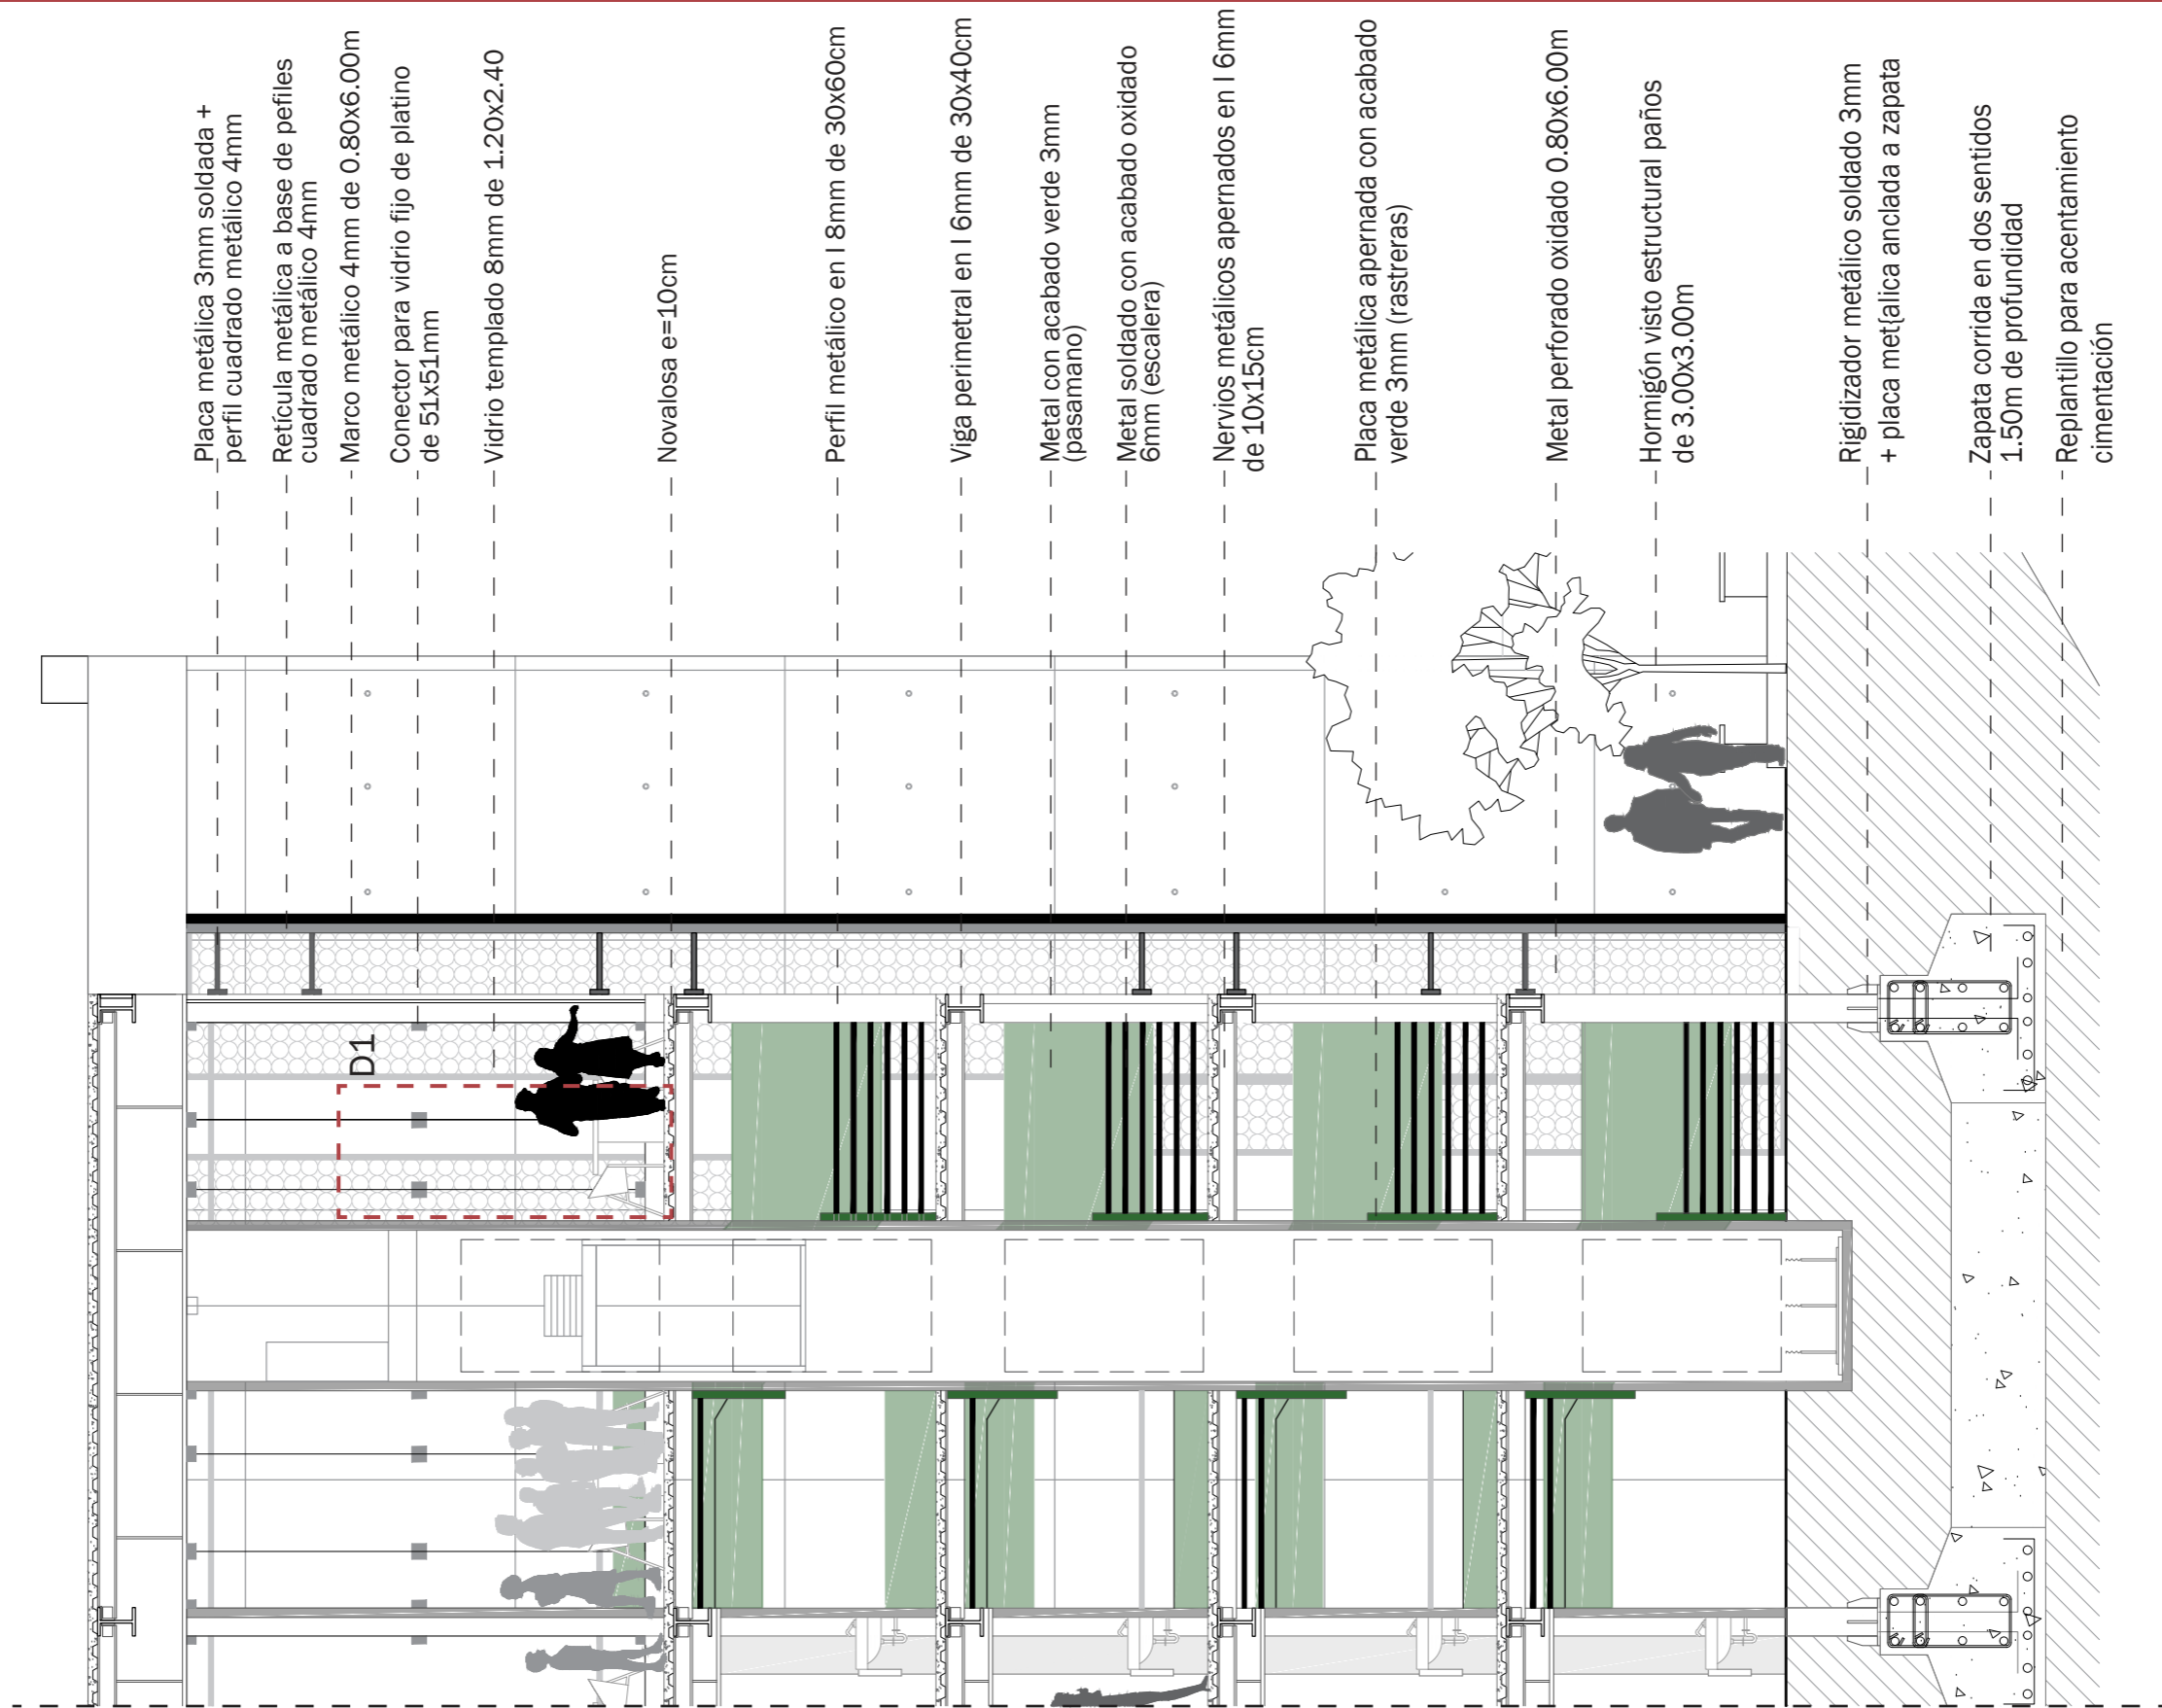 Placa metálica 3mm soldada +
perfil cuadrado metálico 4mm
Retícula metálica a base de pefiles
cuadrado metálico 4mm
Marco metálico 4mm de 0.80x6.00m
Conector para vidrio fijo de platino
de 51x51mm
Vidrio templado 8mm de 1.20x2.40
Novalosa e=10cm
Perfil metálico en I 8mm de 30x60cm
Viga perimetral en I 6mm de 30x40cm
Metal con acabado verde 3mm
(pasamano)
Metal soldado con acabado oxidado
6mm (escalera)
Nervios metálicos apernados en I 6mm
de 10x15cm
Placa metálica apernada con acabado
verde 3mm (rastreras)
Metal perforado oxidado 0.80x6.00m
Hormigón visto estructural paños
de 3.00x3.00m
Rigidizador metálico soldado 3mm
+ placa met{alica anclada a zapata
Zapata corrida en dos sentidos
1.50m de profundidad
Replantillo para acentamiento
cimentación
D1